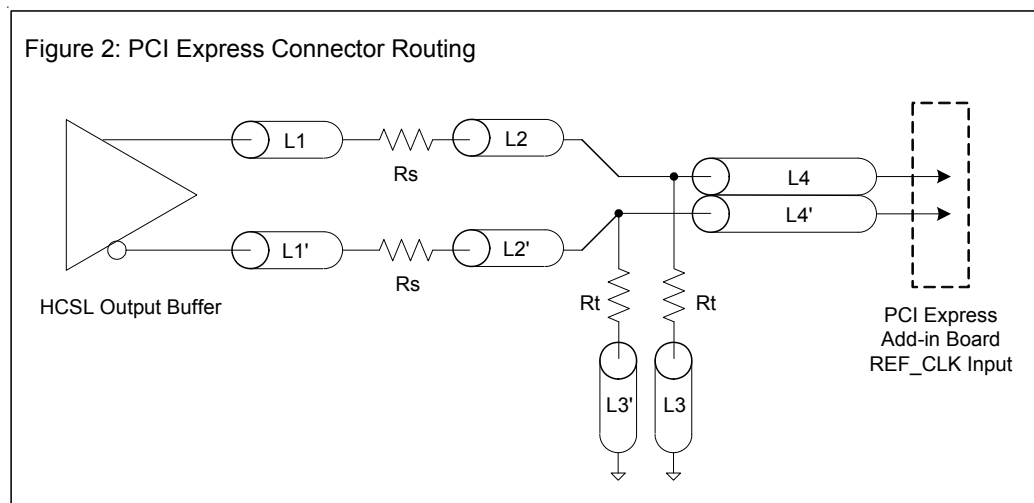 Figure 2: PCI Express Connector Routing
L1
Rs
L2
L4
L4'
L1'
Rs
L2'
HCSL Output Buffer
Rt
Rt
L3'
L3
PCI Express
Add-in Board
REF_CLK Input